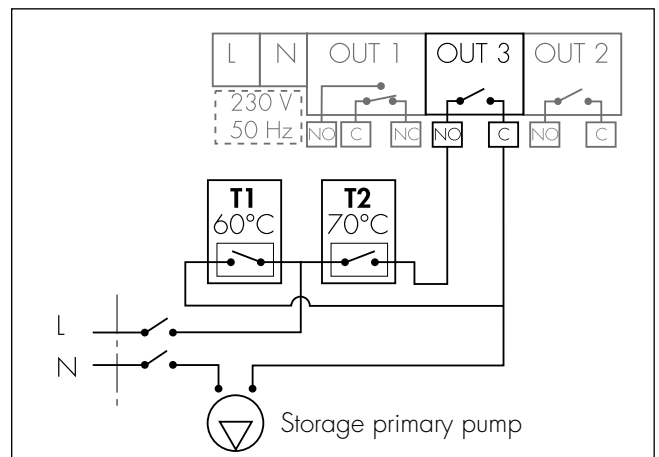 L N OUT 1 OUT 3 OUT 2
230 V
50 Hz
NO C NC NO C NO C
T1 T2
60°C 70°C
L
N
Storage primary pump